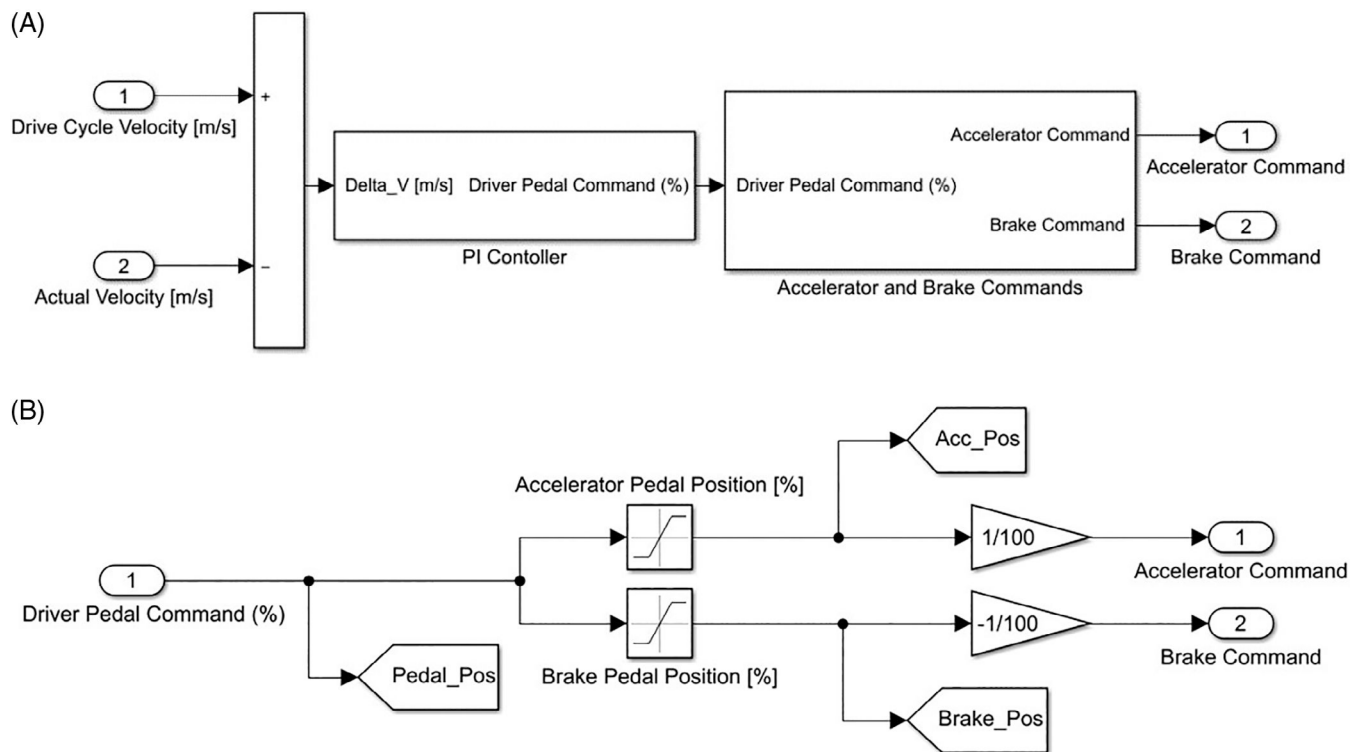 (A)
1
+
Drive Cycle Velocity [m/s]
Accelerator Command
1
Accelerator Command
Delta_V [m/s] Driver Pedal Command (%)
Driver Pedal Command (%)
Brake Command
2
Brake Command
PI Contoller
2
−
Actual Velocity [m/s]
Accelerator and Brake Commands
(B)
Acc_Pos
Accelerator Pedal Position [%]
1/100
1
Accelerator Command
1
Driver Pedal Command (%)
-1/100
2
Brake Command
Pedal_Pos
Brake Pedal Position [%]
Brake_Pos